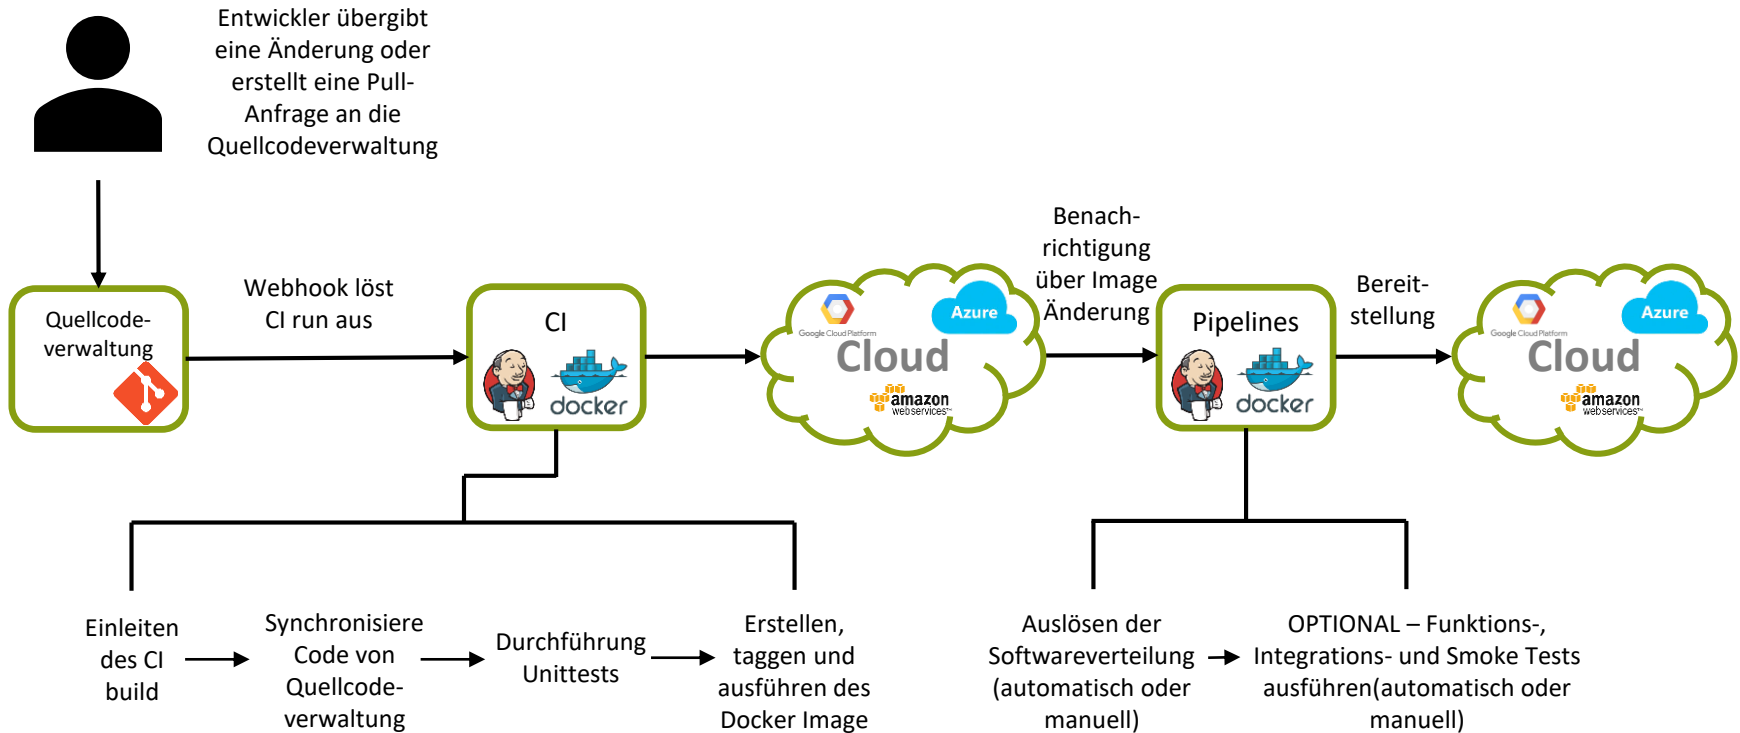 Entwickler übergibt
eine Änderung oder
erstellt eine Pull-
Anfrage an die
Quellcodeverwaltung
Quellcode-
verwaltung
Webhook löst
CI run aus
CI
docker
Google Cloud Platform
Azure
Cloud
amazon
webservices™
Benach-
richtigung
über Image
Änderung
Pipelines
docker
Bereit-
stellung
Google Cloud Platform
Azure
Cloud
amazon
webservices™
Einleiten
des CI
build
Synchronisiere
Code von
Quellcode-
verwaltung
Durchführung
Unittests
Erstellen,
taggen und
ausführen des
Docker Image
Auslösen der
Softwareverteilung
(automatisch oder
manuell)
OPTIONAL – Funktions-,
Integrations- und Smoke Tests
ausführen(automatisch oder
manuell)